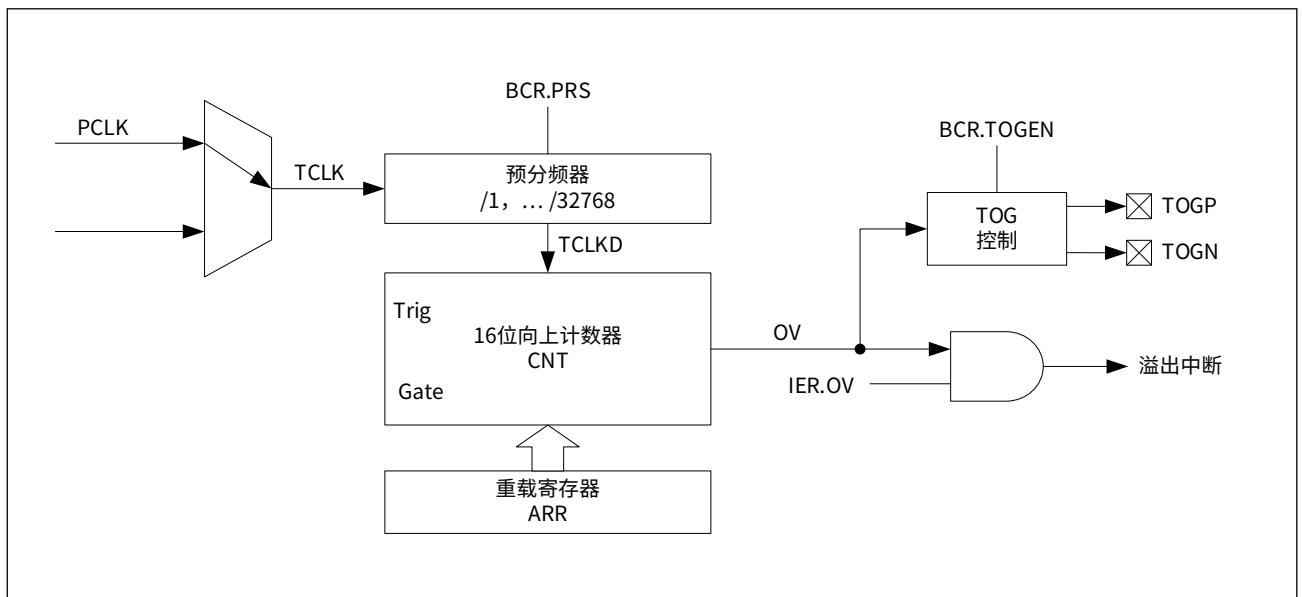 BCR.PRS
PCLK
BCR.TOGEN
TCLK
预分频器
/1，… /32768
TOG
控制
TOGP
TOGN
TCLKD
Trig
16位向上计数器
CNT
Gate
OV
IER.OV
溢出中断
重载寄存器
ARR